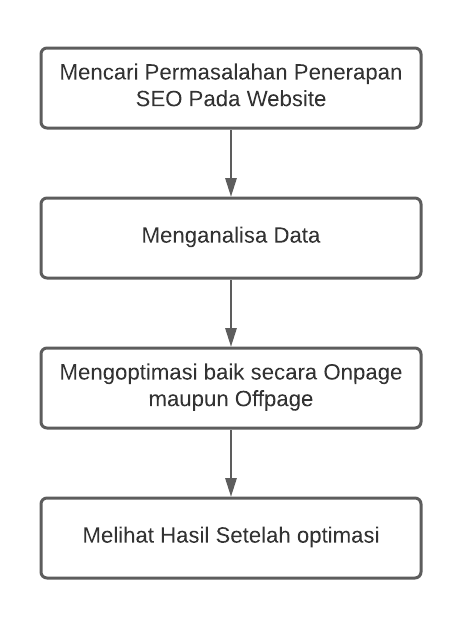 Mencari Permasalahan Penerapan
SEO Pada Website
Menganalisa Data
Mengoptimasi baik secara Onpage
maupun Offpage
Melihat Hasil Setelah optimasi